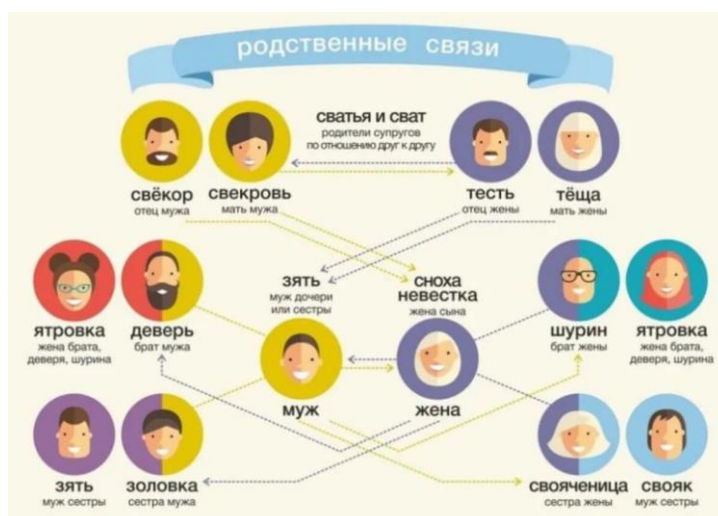 родственные связи
сватья и сват
родители супругов
по отношению друг к другу
свёкор
отец мужа
свекровь
мать мужа
тесть
отец жены
тёща
мать жены
зять
муж дочери
или сестры
сноха
невестка
жена сына
ятровка
жена брата,
деверя, шурина
деверь
брат мужа
шурин
брат жены
ятровка
жена брата,
деверя, шурина
муж
жена
зять
муж сестры
золовка
сестра мужа
свояченица
сестра жены
свояк
муж сестры